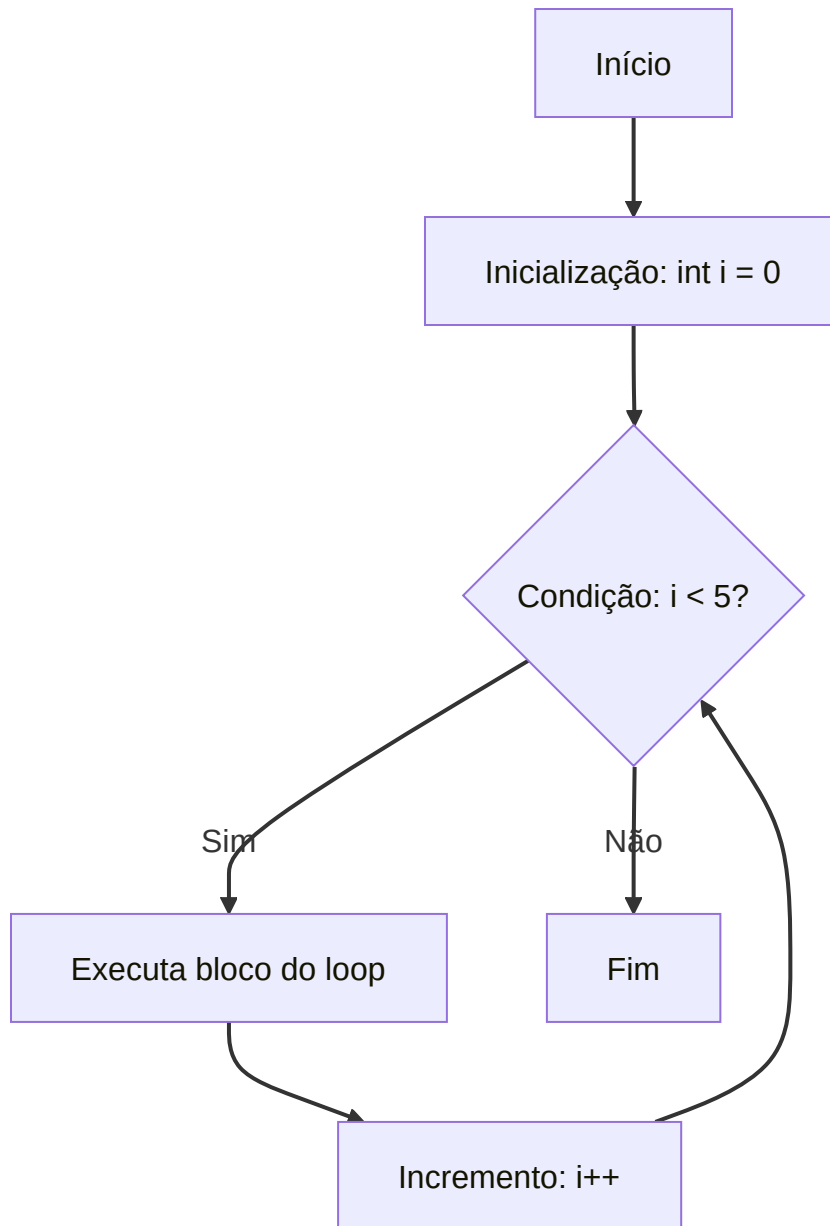 Início
Inicialização: int i = 0
Condição: i < 5?
Sim
Não
Executa bloco do loop
Fim
Incremento: i++